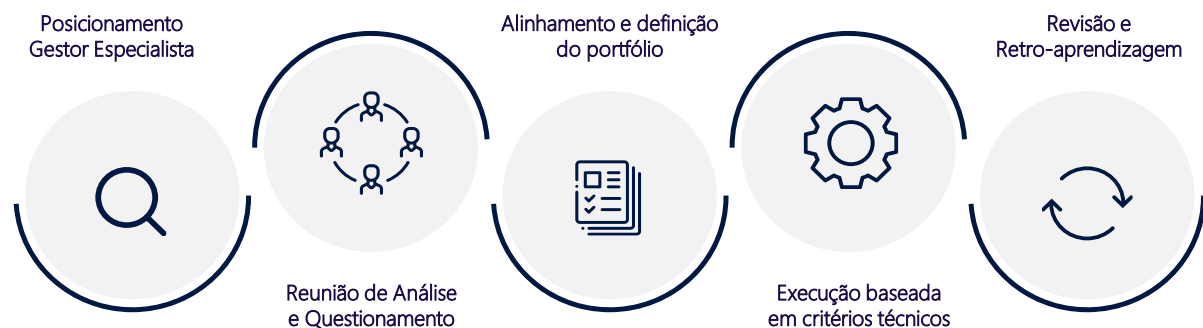 Posicionamento
Gestor Especialista
Reunião de Análise
e Questionamento
Alinhamento e definição
do portfólio
Execução baseada
em critérios técnicos
Revisão e
Retro-aprendizagem